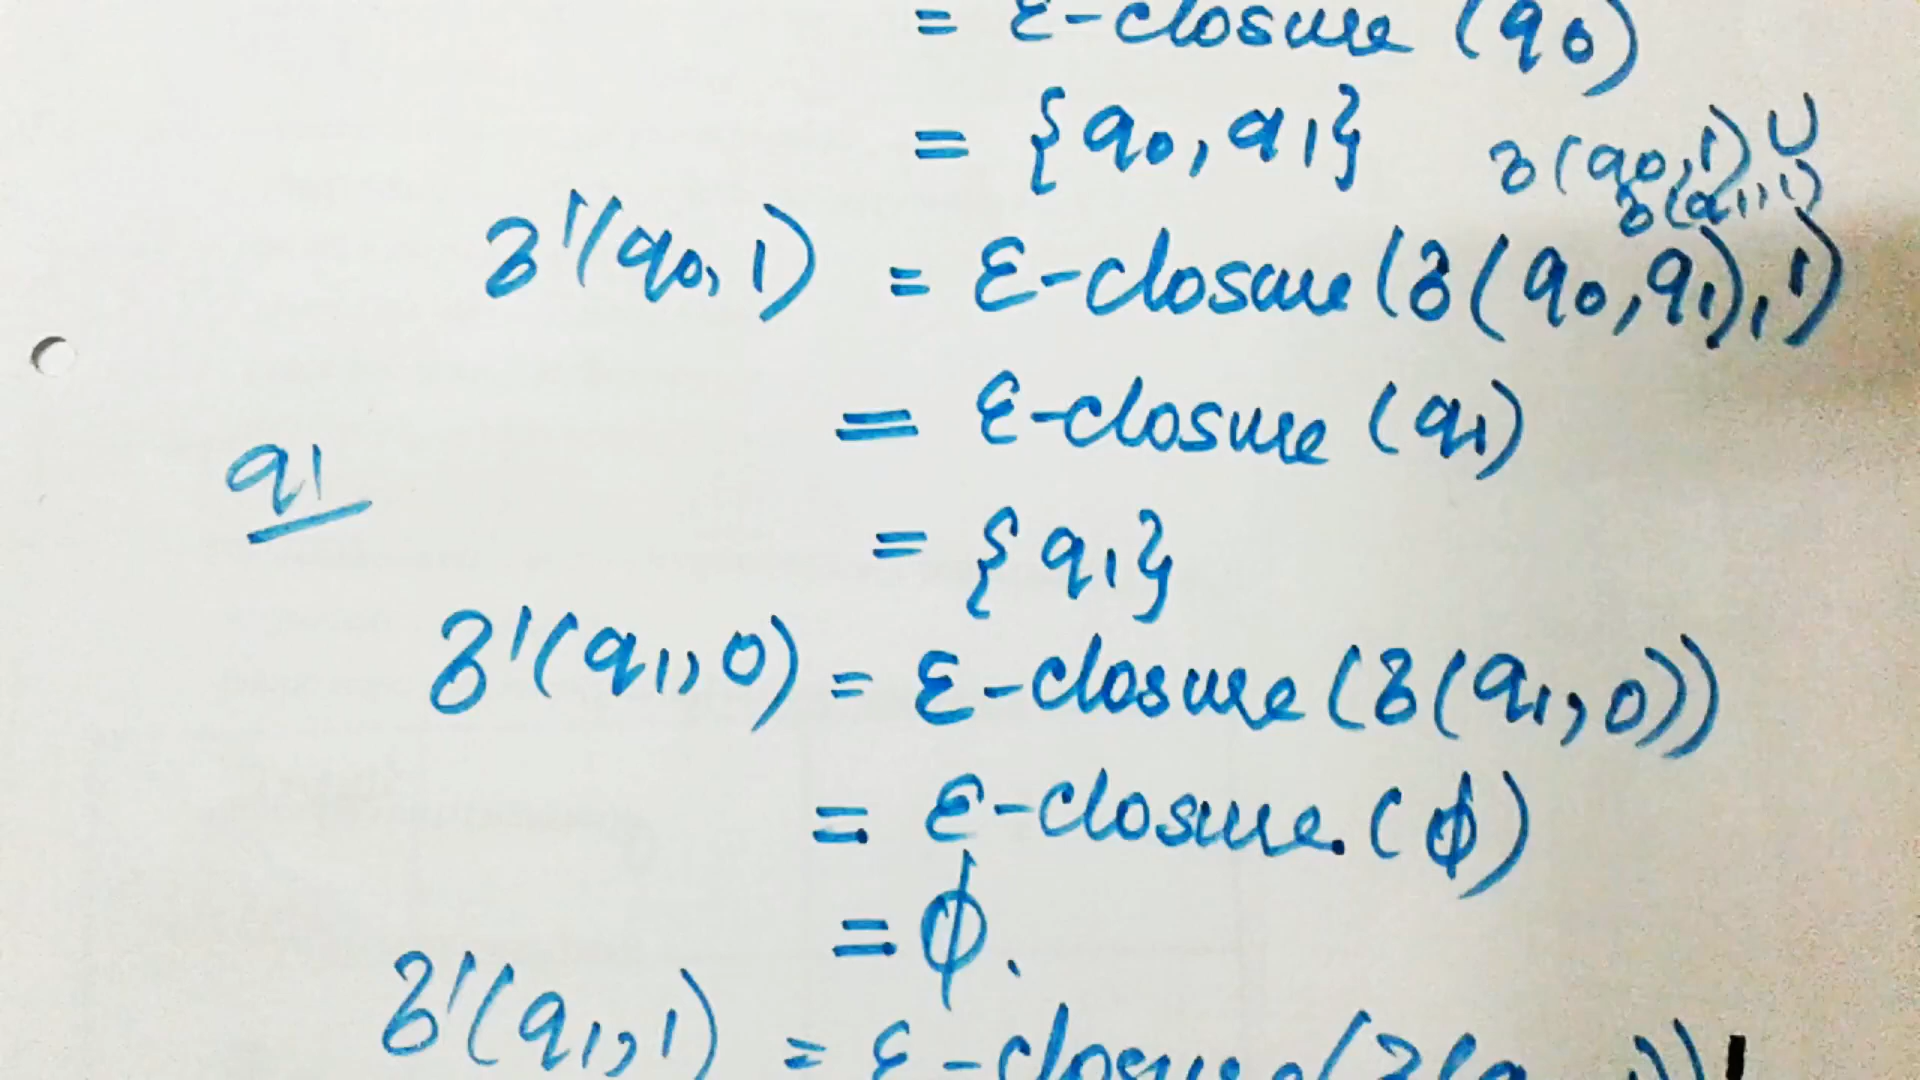 = ε-closure (q0)
= {q0, q1}
δ(q0,1) ∪
δ(q1,1)
δ'(q0,1) = ε-closure(δ(q0,q1),1)
= ε-closure (q1)
= {q1}
q1
δ'(q1,0) = ε-closure(δ(q1,0))
= ε-closure.(ϕ)
= ϕ.
δ'(q1,1) = ε-closure(δ(q